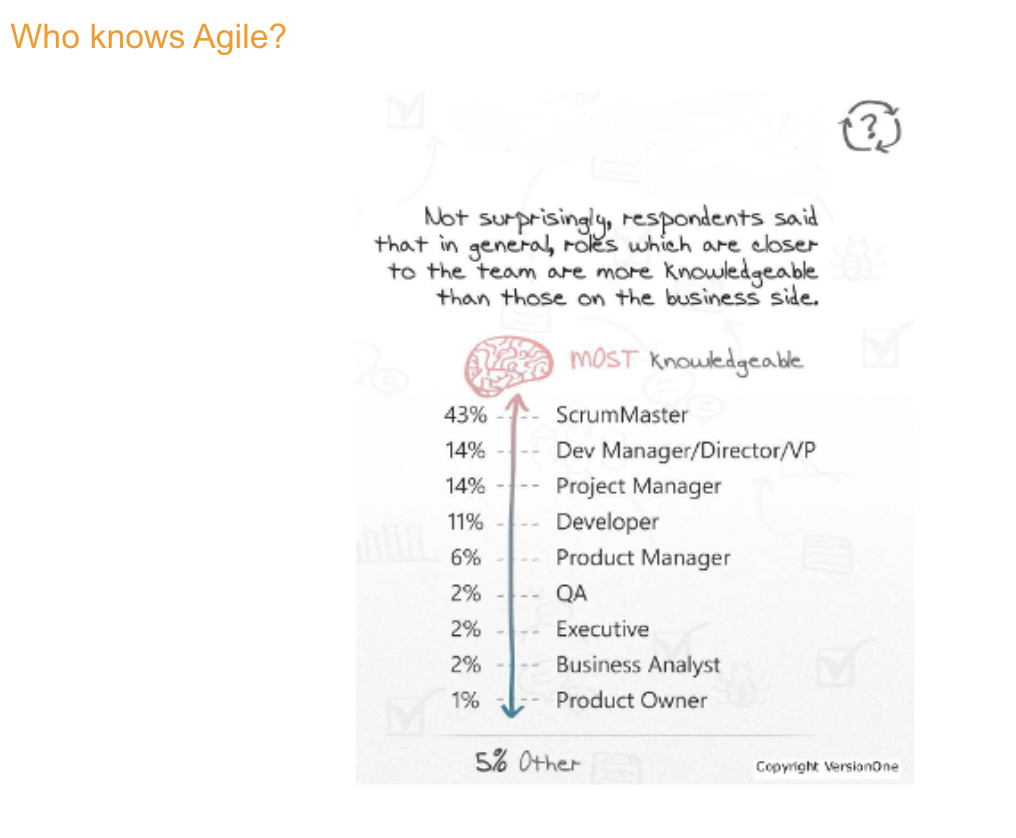 Who knows Agile?
?
Not surprisingly, respondents said
that in general, roles which are closer
to the team are more knowledgeable
than those on the business side.
MOST knowledgeable
43% ScrumMaster
14% Dev Manager/Director/VP
14% Project Manager
11% Developer
6% Product Manager
2% QA
2% Executive
2% Business Analyst
1% Product Owner
5% Other
Copyright VersionOne